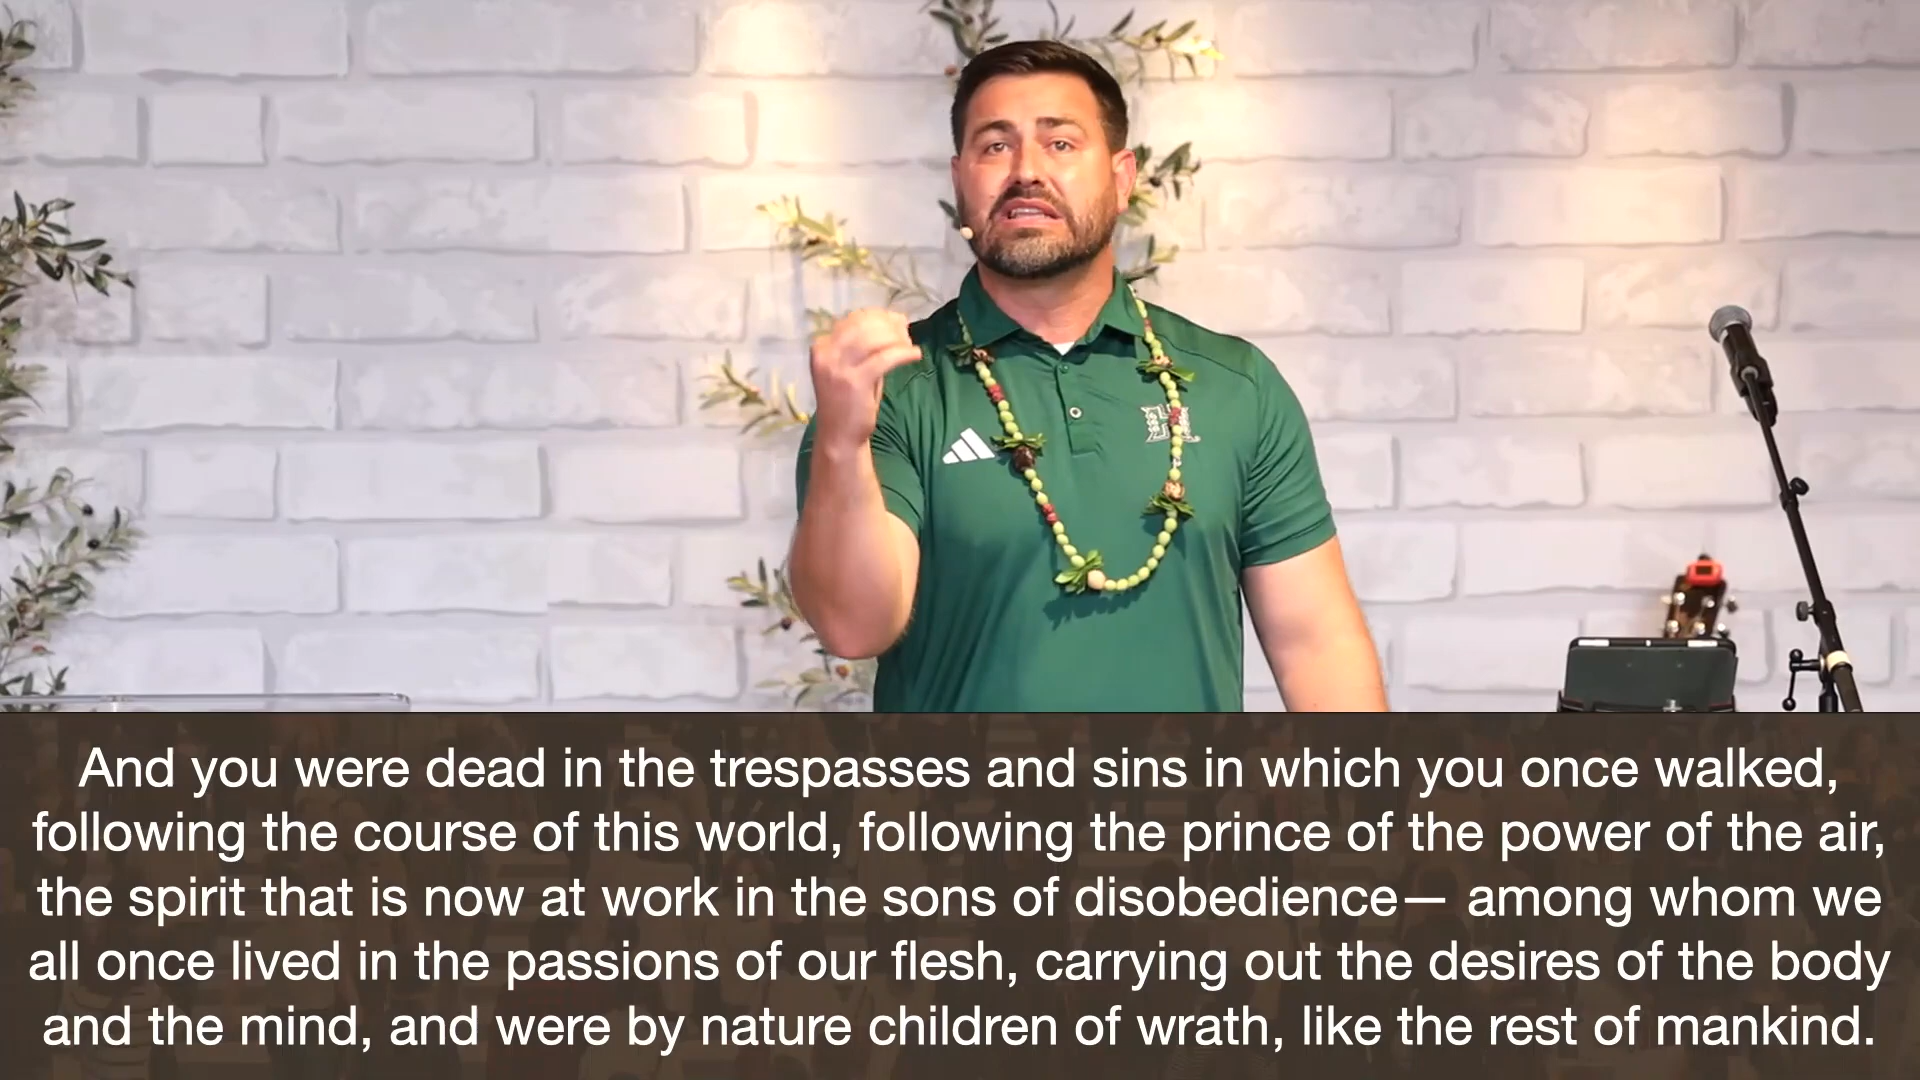 H
And you were dead in the trespasses and sins in which you once walked,
following the course of this world, following the prince of the power of the air,
the spirit that is now at work in the sons of disobedience— among whom we
all once lived in the passions of our flesh, carrying out the desires of the body
and the mind, and were by nature children of wrath, like the rest of mankind.